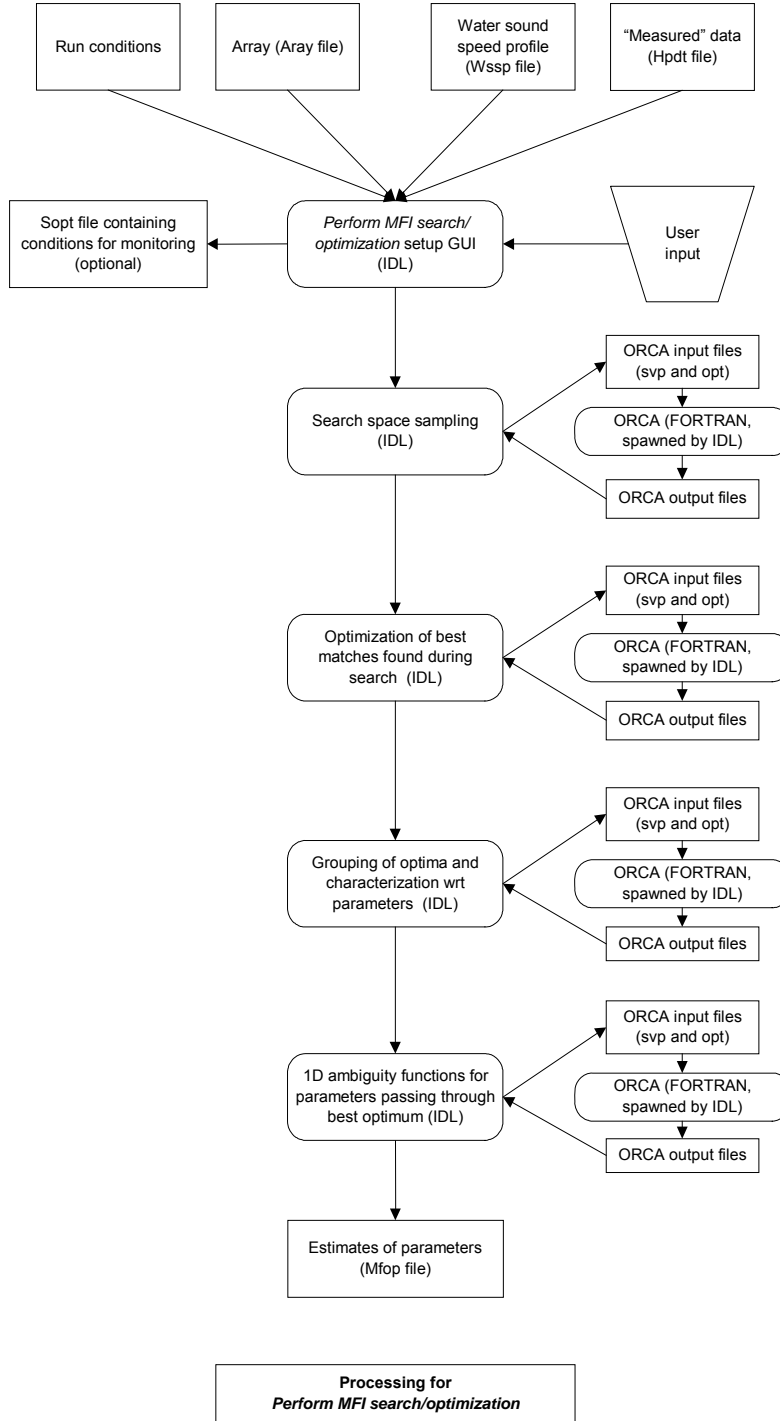 Run conditions
Array (Aray file)
Water sound
speed profile
(Wssp file)
“Measured” data
(Hpdt file)
Sopt file containing
conditions for monitoring
(optional)
Perform MFI search/
optimization setup GUI
(IDL)
User
input
Search space sampling
(IDL)
ORCA input files
(svp and opt)
ORCA (FORTRAN,
spawned by IDL)
ORCA output files
Optimization of best
matches found during
search (IDL)
ORCA input files
(svp and opt)
ORCA (FORTRAN,
spawned by IDL)
ORCA output files
Grouping of optima and
characterization wrt
parameters (IDL)
ORCA input files
(svp and opt)
ORCA (FORTRAN,
spawned by IDL)
ORCA output files
1D ambiguity functions for
parameters passing through
best optimum (IDL)
ORCA input files
(svp and opt)
ORCA (FORTRAN,
spawned by IDL)
ORCA output files
Estimates of parameters
(Mfop file)
Processing for
Perform MFI search/optimization